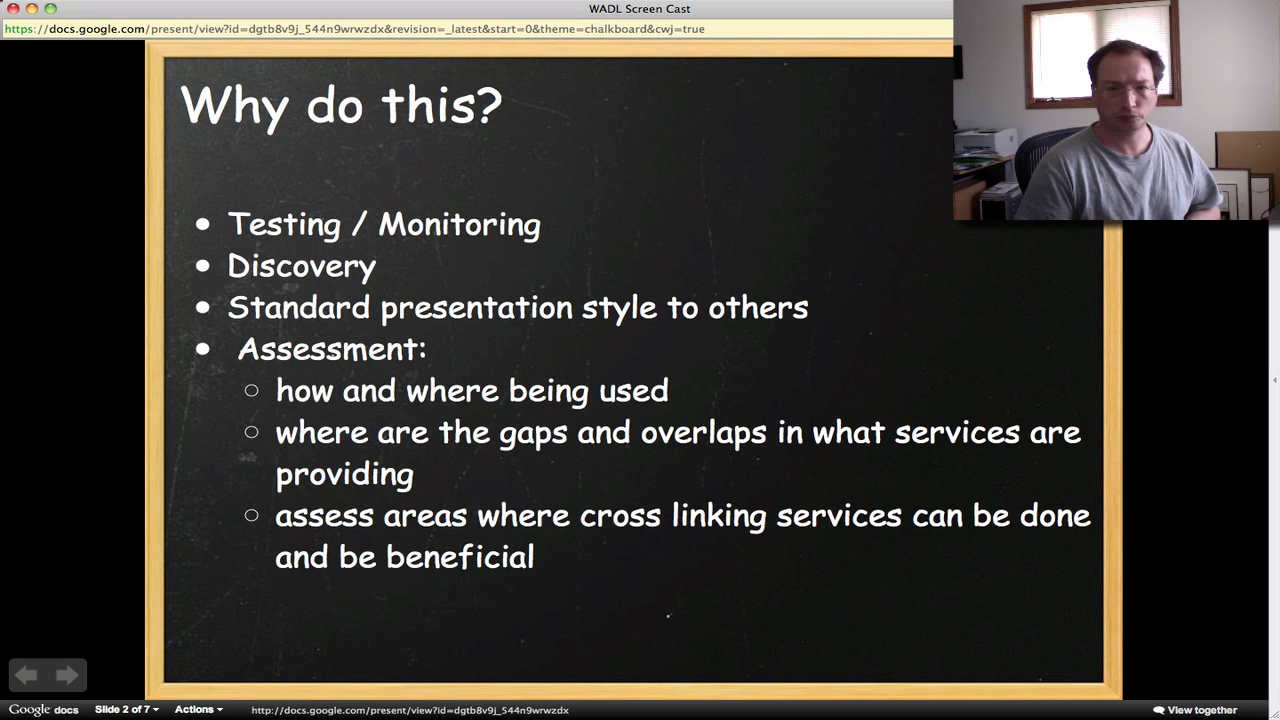 WADL Screen Cast
https://docs.google.com/present/view?id=dgtb8v9j_544n9wrwzdx&revision=_latest&start=0&theme=chalkboard&cwj=true
Why do this?
• Testing / Monitoring
• Discovery
• Standard presentation style to others
• Assessment:
○ how and where being used
○ where are the gaps and overlaps in what services are
providing
○ assess areas where cross linking services can be done
and be beneficial
Google docs Slide 2 of 7 Actions http://docs.google.com/present/view?id=dgtb8v9j_544n9wrwzdx View together